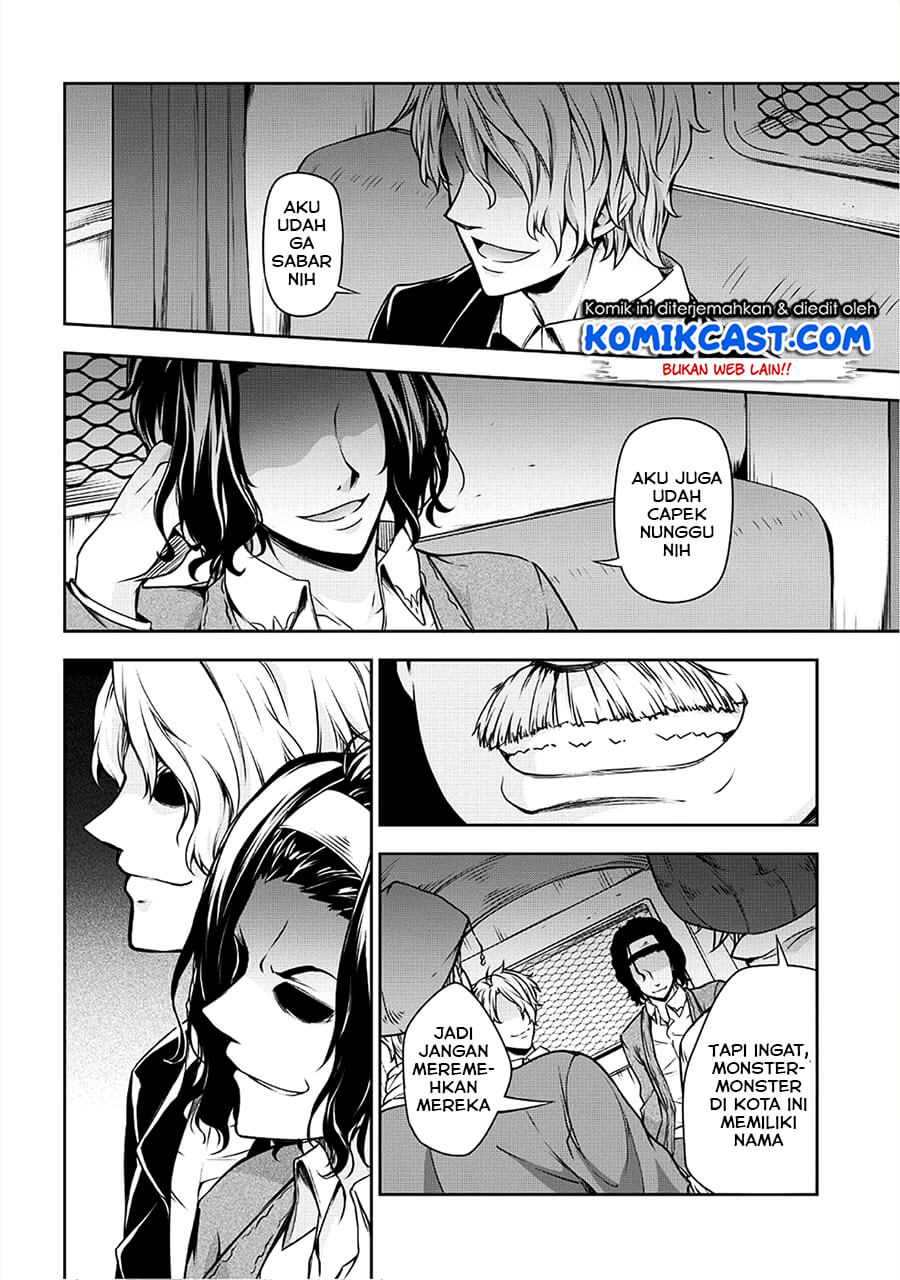 AKU
UDAH
GA
SABAR
NIH
Komik ini diterjemahkan & diedit oleh
KOMIKCAST.COM
BUKAN WEB LAIN!!
AKU JUGA
UDAH
CAPEK
NUNGGU
NIH
TAPI INGAT,
MONSTER-
MONSTER
DI KOTA INI
MEMILIKI
NAMA
JADI
JANGAN
MEREME-
HKAN
MEREKA